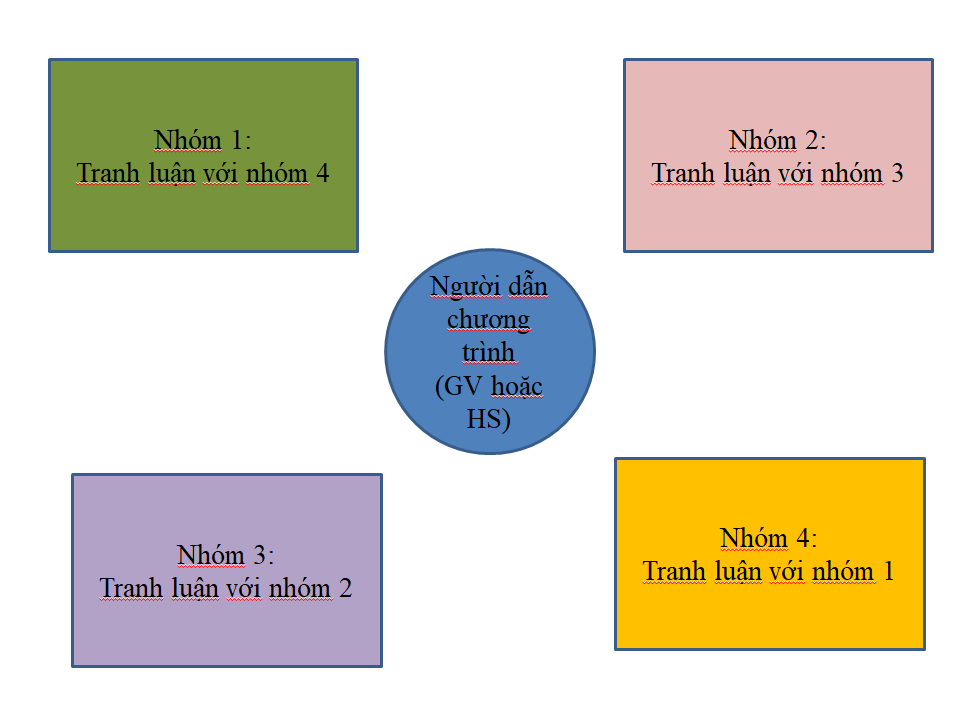 Nhóm 1:
Tranh luận với nhóm 4
Nhóm 2:
Tranh luận với nhóm 3
Người dẫn
chương
trình
(GV hoặc
HS)
Nhóm 3:
Tranh luận với nhóm 2
Nhóm 4:
Tranh luận với nhóm 1